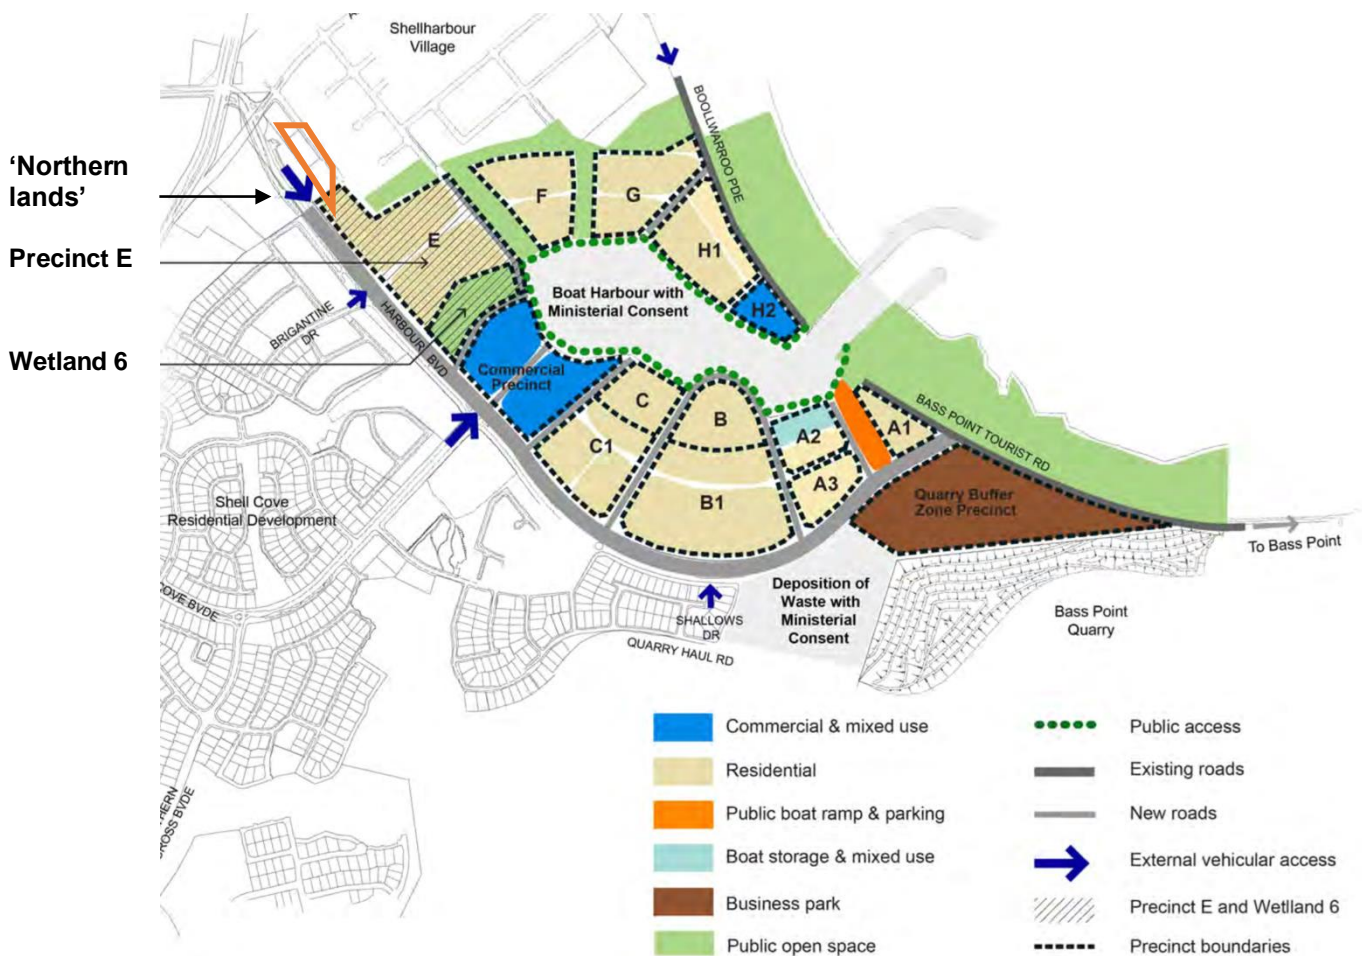 Shellharbour
Village
‘Northern
lands’
Precinct E
Wetland 6
BOOLLWARROO PDE
F
G
E
H1
H2
Boat Harbour with
Ministerial Consent
BRIGANTINE
DR
HARBOUR BVD
Commercial
Precinct
C
B
A2
A1
C1
A3
B1
BASS POINT TOURIST RD
Quarry Buffer
Zone Precinct
To Bass Point
Shell Cove
Residential Development
COVE BVDE
Deposition of
Waste with
Ministerial
Consent
SHALLOWS
DR
QUARRY HAUL RD
Bass Point
Quarry
THERN
CROSS BVDE
Commercial & mixed use
Residential
Public boat ramp & parking
Boat storage & mixed use
Business park
Public open space
Public access
Existing roads
New roads
External vehicular access
Precinct E and Wetlland 6
Precinct boundaries